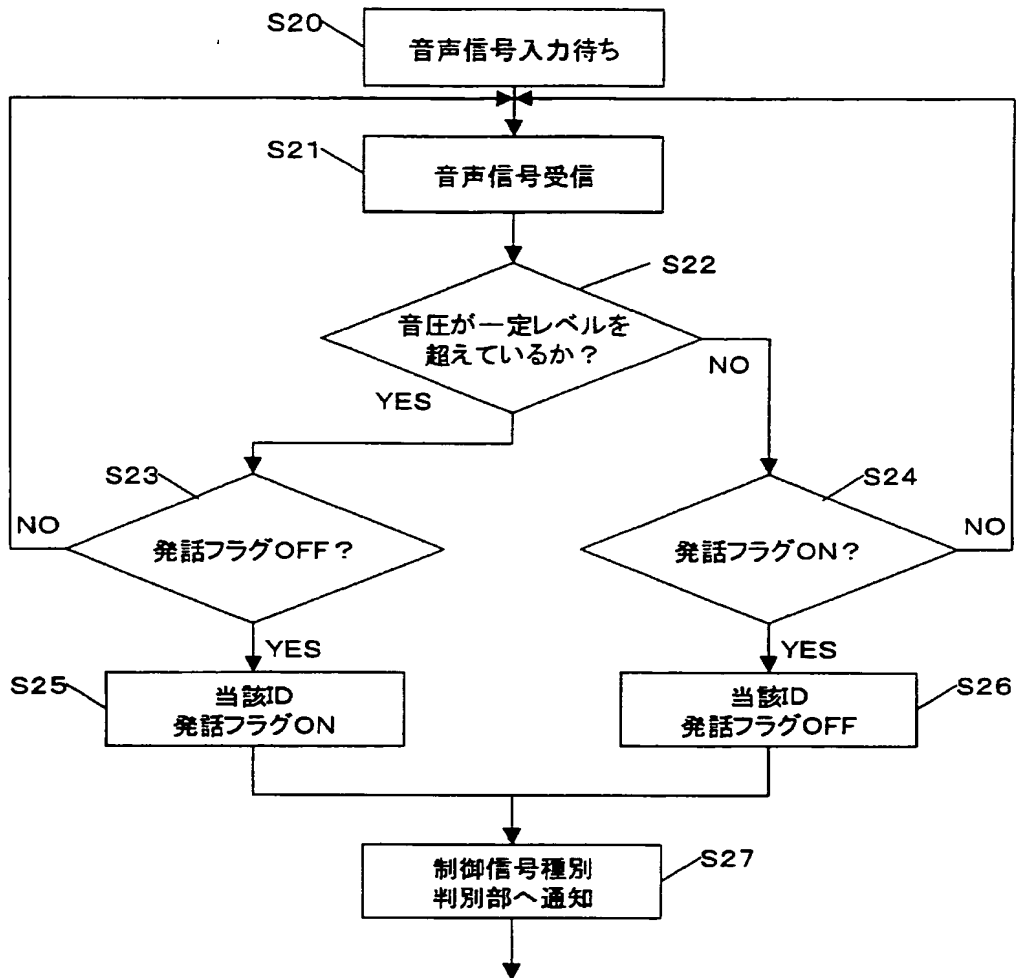 S20
音声信号入力待ち
S21
音声信号受信
S22
音圧が一定レベルを
超えているか？
NO
YES
S23
S24
NO
発話フラグOFF？
発話フラグON？
NO
YES
YES
S25
当該ID
発話フラグON
当該ID
発話フラグOFF
S26
制御信号種別
判別部へ通知
S27